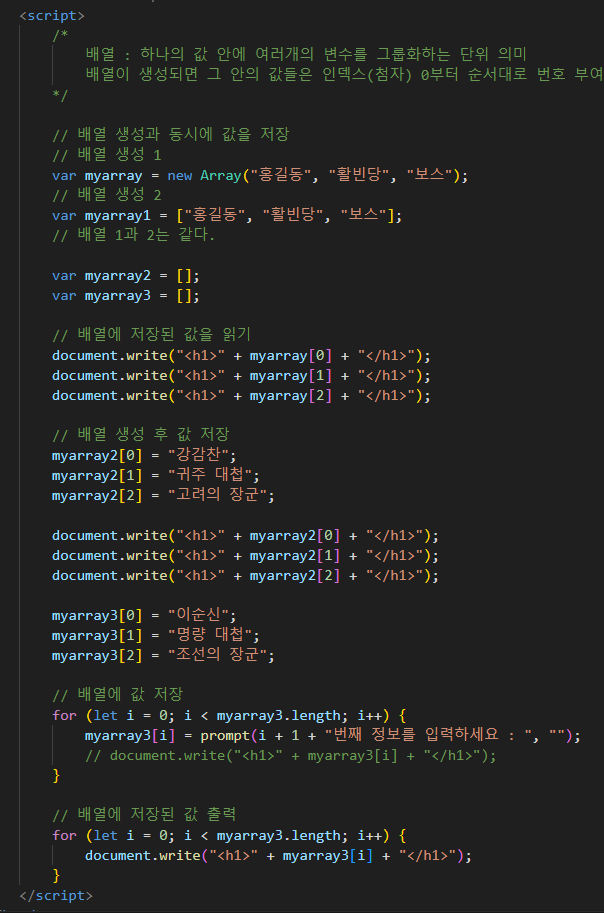 <script>
/*
배열 : 하나의 값 안에 여러개의 변수를 그룹화하는 단위 의미
배열이 생성되면 그 안의 값들은 인덱스(첨자) 0부터 순서대로 번호 부여
*/
// 배열 생성과 동시에 값을 저장
// 배열 생성 1
var myarray = new Array("홍길동", "활빈당", "보스");
// 배열 생성 2
var myarray1 = ["홍길동", "활빈당", "보스"];
// 배열 1과 2는 같다.
var myarray2 = [];
var myarray3 = [];
// 배열에 저장된 값을 읽기
document.write("<h1>" + myarray[0] + "</h1>");
document.write("<h1>" + myarray[1] + "</h1>");
document.write("<h1>" + myarray[2] + "</h1>");
// 배열 생성 후 값 저장
myarray2[0] = "강감찬";
myarray2[1] = "귀주 대첩";
myarray2[2] = "고려의 장군";
document.write("<h1>" + myarray2[0] + "</h1>");
document.write("<h1>" + myarray2[1] + "</h1>");
document.write("<h1>" + myarray2[2] + "</h1>");
myarray3[0] = "이순신";
myarray3[1] = "명량 대첩";
myarray3[2] = "조선의 장군";
// 배열에 값 저장
for (let i = 0; i < myarray3.length; i++) {
myarray3[i] = prompt(i + 1 + "번째 정보를 입력하세요 : ", "");
// document.write("<h1>" + myarray3[i] + "</h1>");
}
// 배열에 저장된 값 출력
for (let i = 0; i < myarray3.length; i++) {
document.write("<h1>" + myarray3[i] + "</h1>");
}
</script>